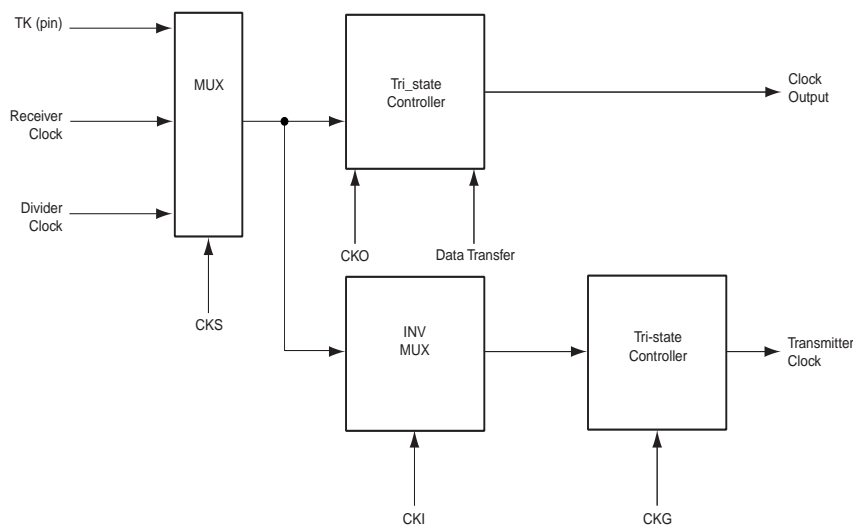 TK (pin)
MUX
Tri_state
Controller
Clock
Output
Receiver
Clock
Divider
Clock
CKO
Data Transfer
CKS
INV
MUX
Tri-state
Controller
Transmitter
Clock
CKI
CKG